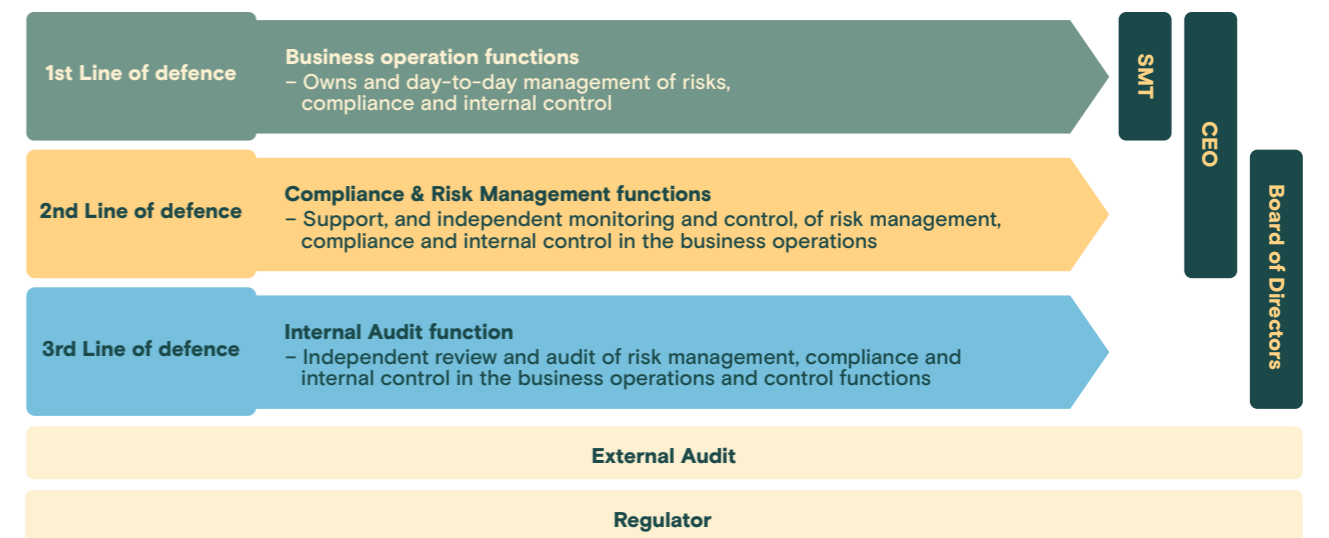 1st Line of defence
Business operation functions
– Owns and day-to-day management of risks,
compliance and internal control
SMT
CEO
2nd Line of defence
Compliance & Risk Management functions
– Support, and independent monitoring and control, of risk management,
compliance and internal control in the business operations
Board of Directors
3rd Line of defence
Internal Audit function
– Independent review and audit of risk management, compliance and
internal control in the business operations and control functions
External Audit
Regulator